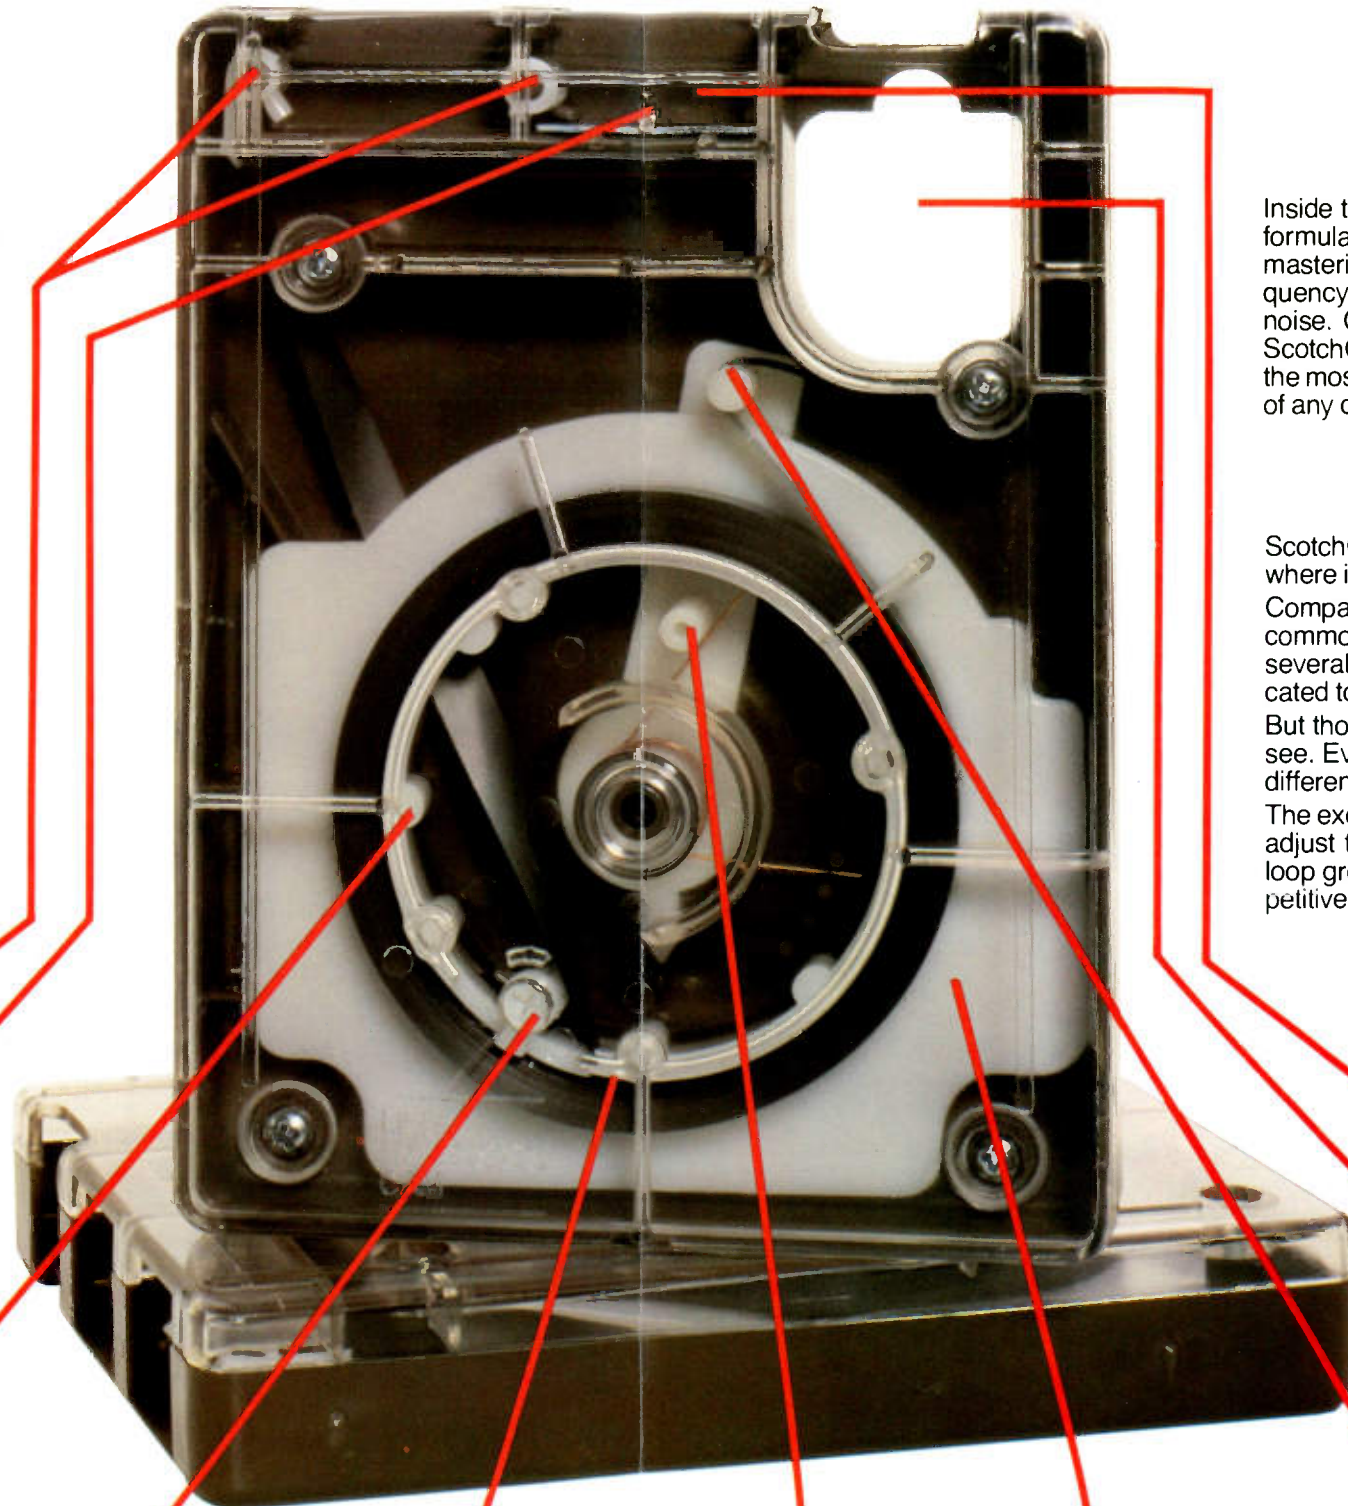 Inside t
formula
masteri
quency
noise. C
Scotch
the mos
of any c
Scotch
where i
Compa
commo
several
cated to
But tho
see. Ev
differen
The exc
adjust t
loop gr
petitive